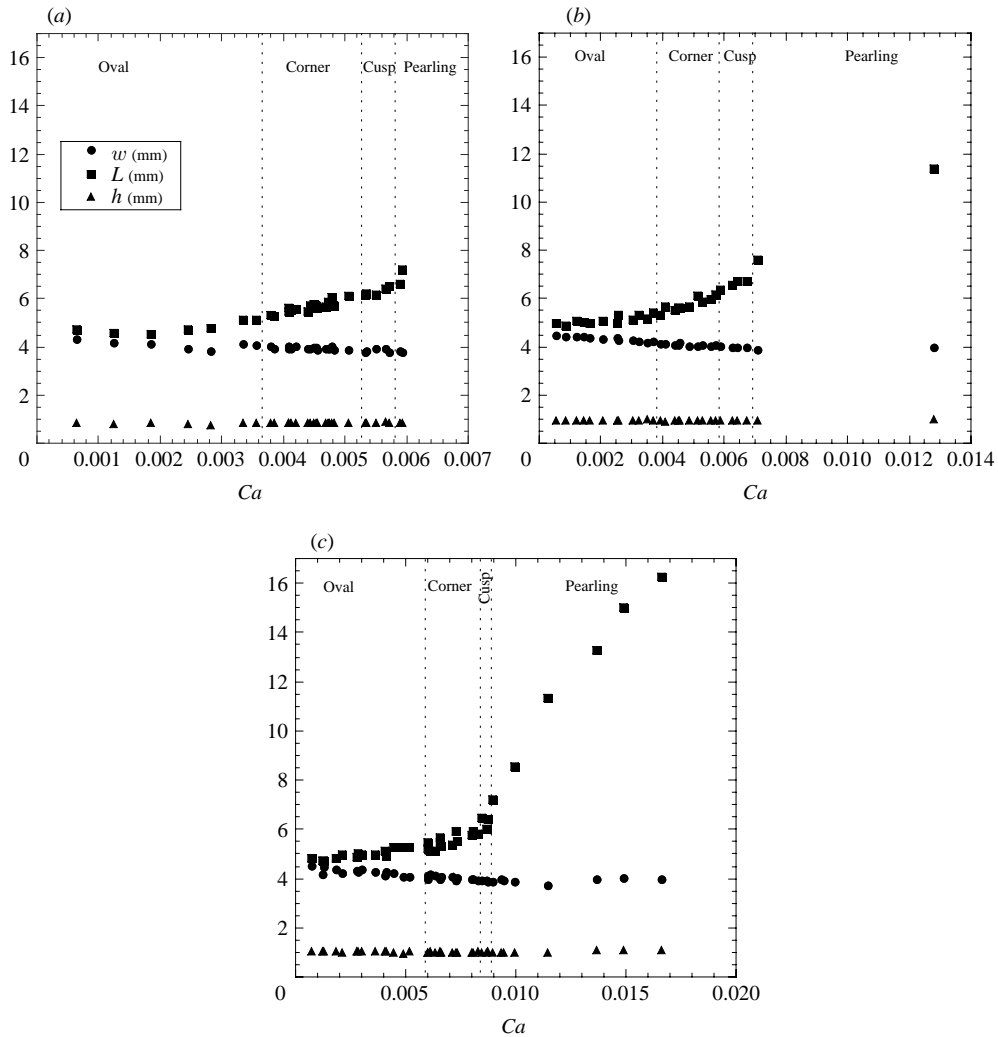 (a)
16
14
12
10
8
6
4
2
0 0.001 0.002 0.003 0.004 0.005 0.006 0.007
Ca
Oval Corner Cusp Pearling
w (mm)
L (mm)
h (mm)
(b)
16
14
12
10
8
6
4
2
0 0.002 0.004 0.006 0.008 0.010 0.012 0.014
Ca
Oval Corner Cusp Pearling
(c)
16
14
12
10
8
6
4
2
0 0.005 0.010 0.015 0.020
Ca
Oval Corner Cusp Pearling